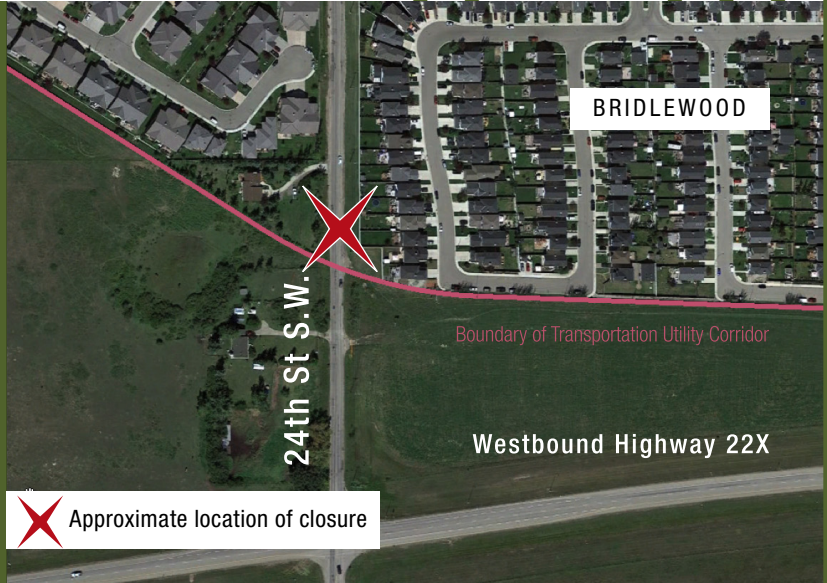 BRIDLEWOOD
24th St S.W.
Boundary of Transportation Utility Corridor
Westbound Highway 22X
Approximate location of closure